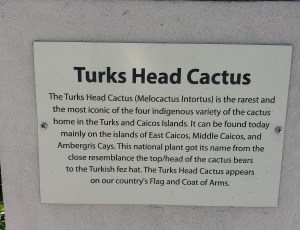 Turks Head Cactus
The Turks Head Cactus (Melocactus Intortus) is the rarest and
the most iconic of the four indigenous variety of the cactus
home in the Turks and Caicos Islands. It can be found today
mainly on the islands of East Caicos, Middle Caicos, and
Ambergris Cays. This national plant got its name from the
close resemblance the top/head of the cactus bears
to the Turkish fez hat. The Turks Head Cactus appears
on our country's Flag and Coat of Arms.